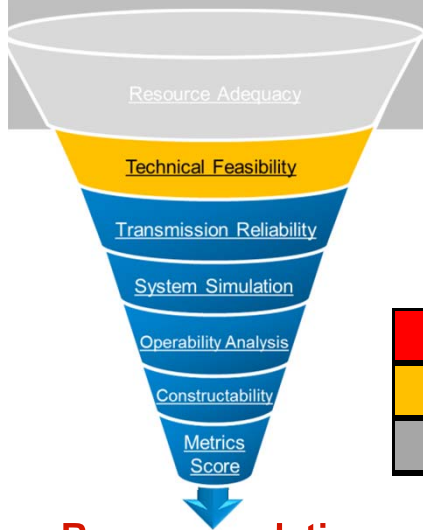 Resource Adequacy
Technical Feasibility
Transmission Reliability
System Simulation
Operability Analysis
Constructability
Metrics
Score